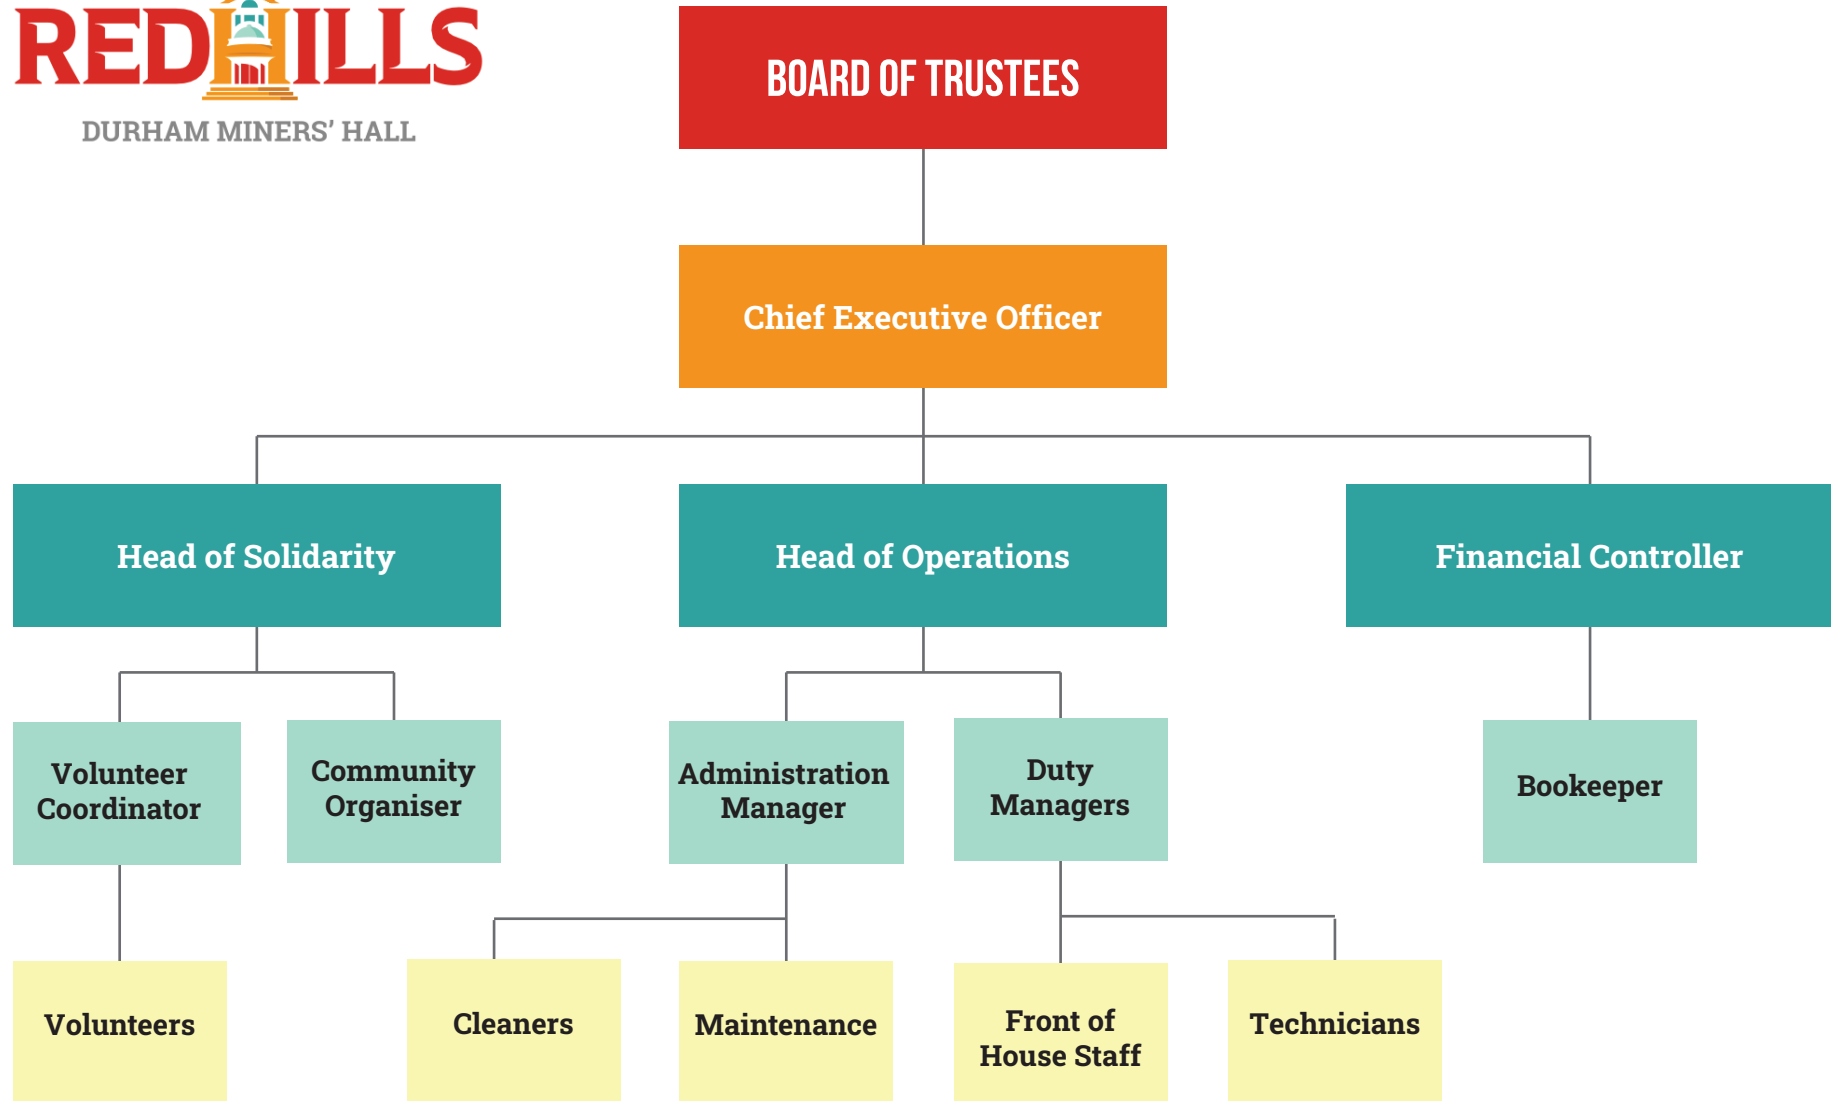 REDHILLS
DURHAM MINERS’ HALL
BOARD OF TRUSTEES
Chief Executive Officer
Head of Solidarity
Head of Operations
Financial Controller
Volunteer
Coordinator
Community
Organiser
Administration
Manager
Duty
Managers
Bookeeper
Volunteers
Cleaners
Maintenance
Front of
House Staff
Technicians